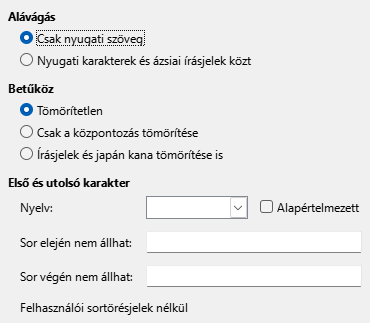 Alávágás
Csak nyugati szöveg
Nyugati karakterek és ázsiai írásjelek közt
Betűköz
Tömörítetlen
Csak a központozás tömörítése
Írásjelek és japán kana tömörítése is
Első és utolsó karakter
Nyelv: Alapértelmezett
Sor elején nem állhat:
Sor végén nem állhat:
Felhasználói sortörésjelek nélkül